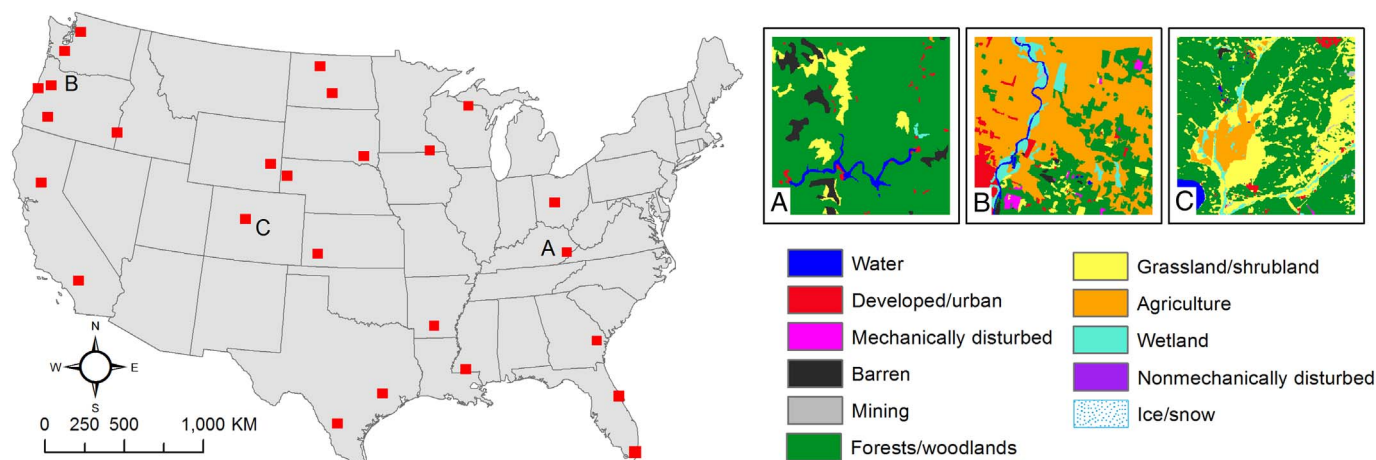 B
C
A
N
W E
S
0 250 500 1,000 KM
A
B
C
Water
Developed/urban
Mechanically disturbed
Barren
Mining
Forests/woodlands
Grassland/shrubland
Agriculture
Wetland
Nonmechanically disturbed
Ice/snow